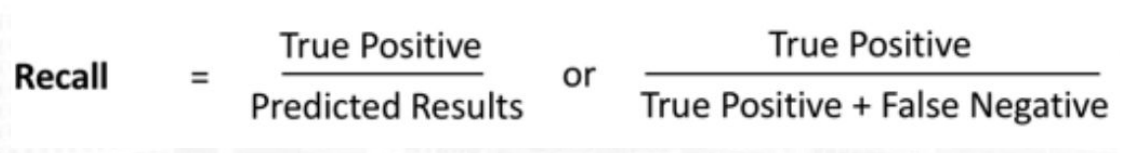 Recall = True Positive / Predicted Results or True Positive / True Positive + False Negative